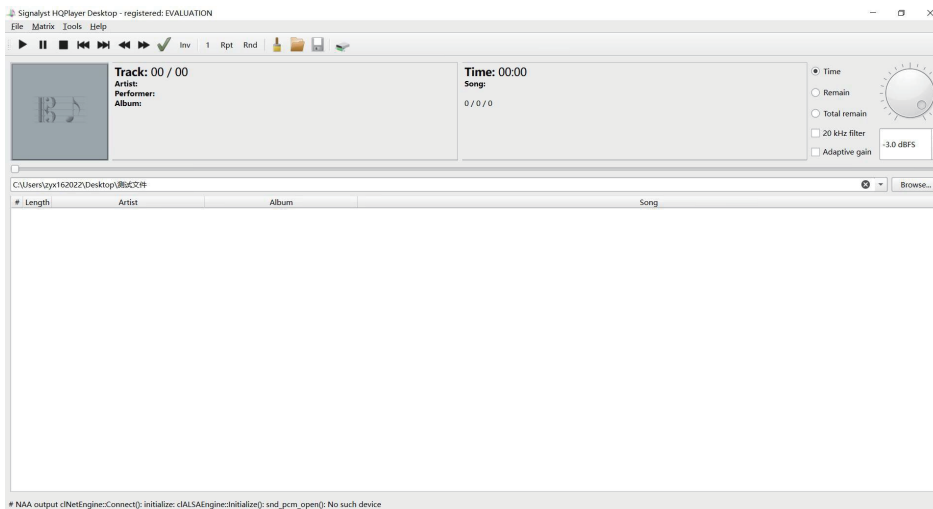 Signalyst HQPlayer Desktop - registered: EVALUATION
File Matrix Tools Help
Inv 1 Rpt Rnd
Track: 00 / 00
Artist:
Performer:
Album:
Time: 00:00
Song:
0 / 0 / 0
Time
Remain
Total remain
20 kHz filter
Adaptive gain
-3.0 dBFS
C:\Users\zyx162022\Desktop\测试文件
Browse...
# Length Artist Album Song
# NAA output clNetEngine::Connect(): initialize: clALSAEngine::Initialize(): snd_pcm_open(): No such device